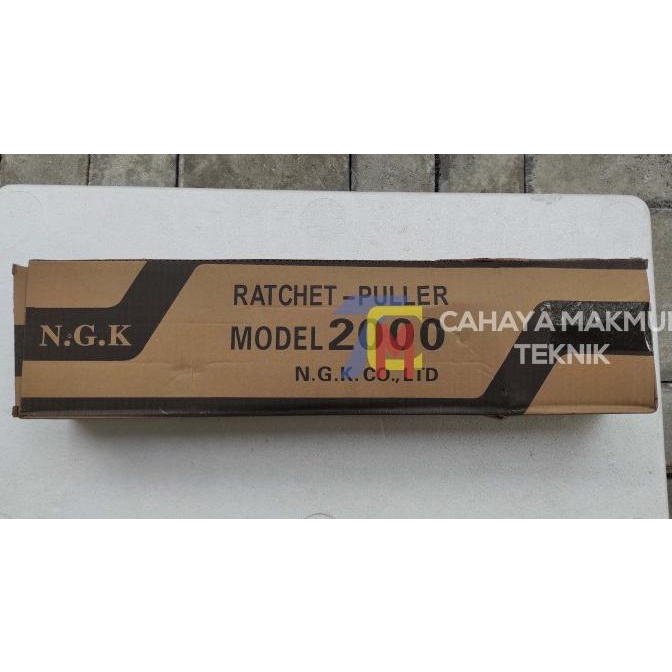 N.G.K
RATCHET-PULLER
MODEL 2000
N.G.K. CO.,LTD
CAHAYA MAKMUR
TEKNIK